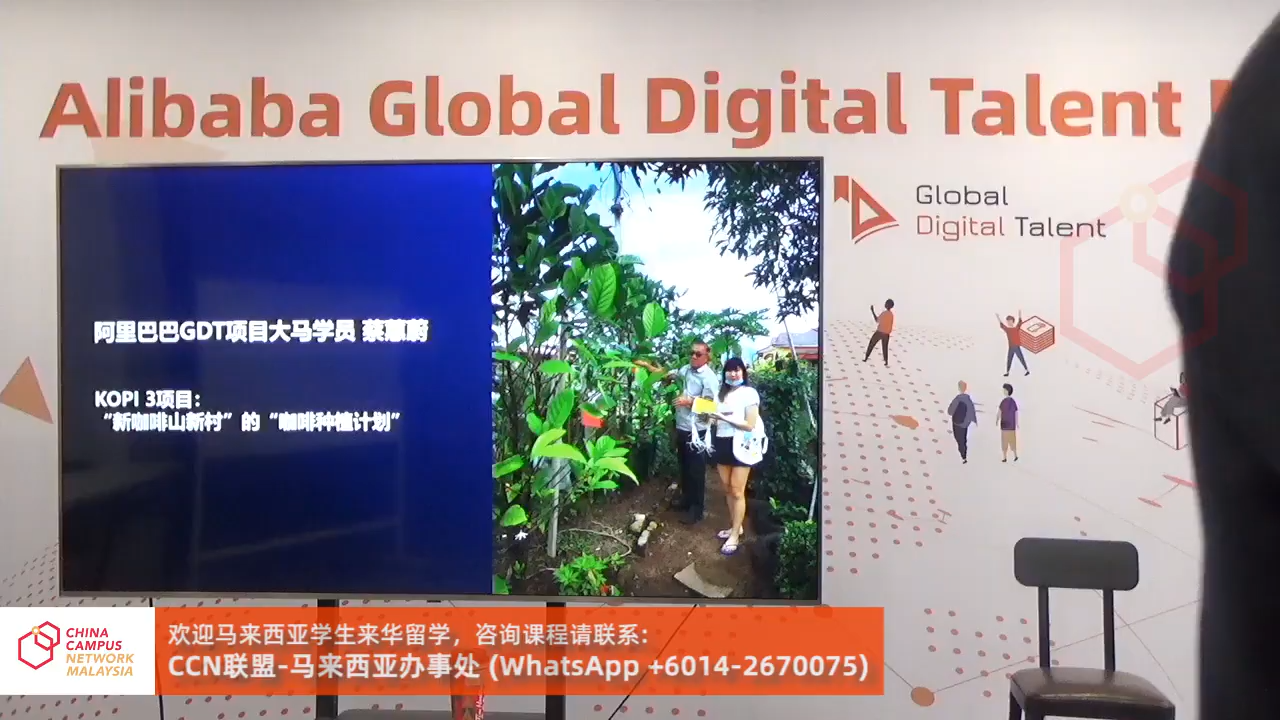 Alibaba Global Digital Talent
Global
Digital Talent
阿里巴巴GDT项目大马学员 蔡蕙蔚
KOPI 3项目：
“新咖啡山新村”的“咖啡种植计划”
CHINA
CAMPUS
NETWORK
MALAYSIA
欢迎马来西亚学生来华留学，咨询课程请联系：
CCN联盟-马来西亚办事处 (WhatsApp +6014-2670075)